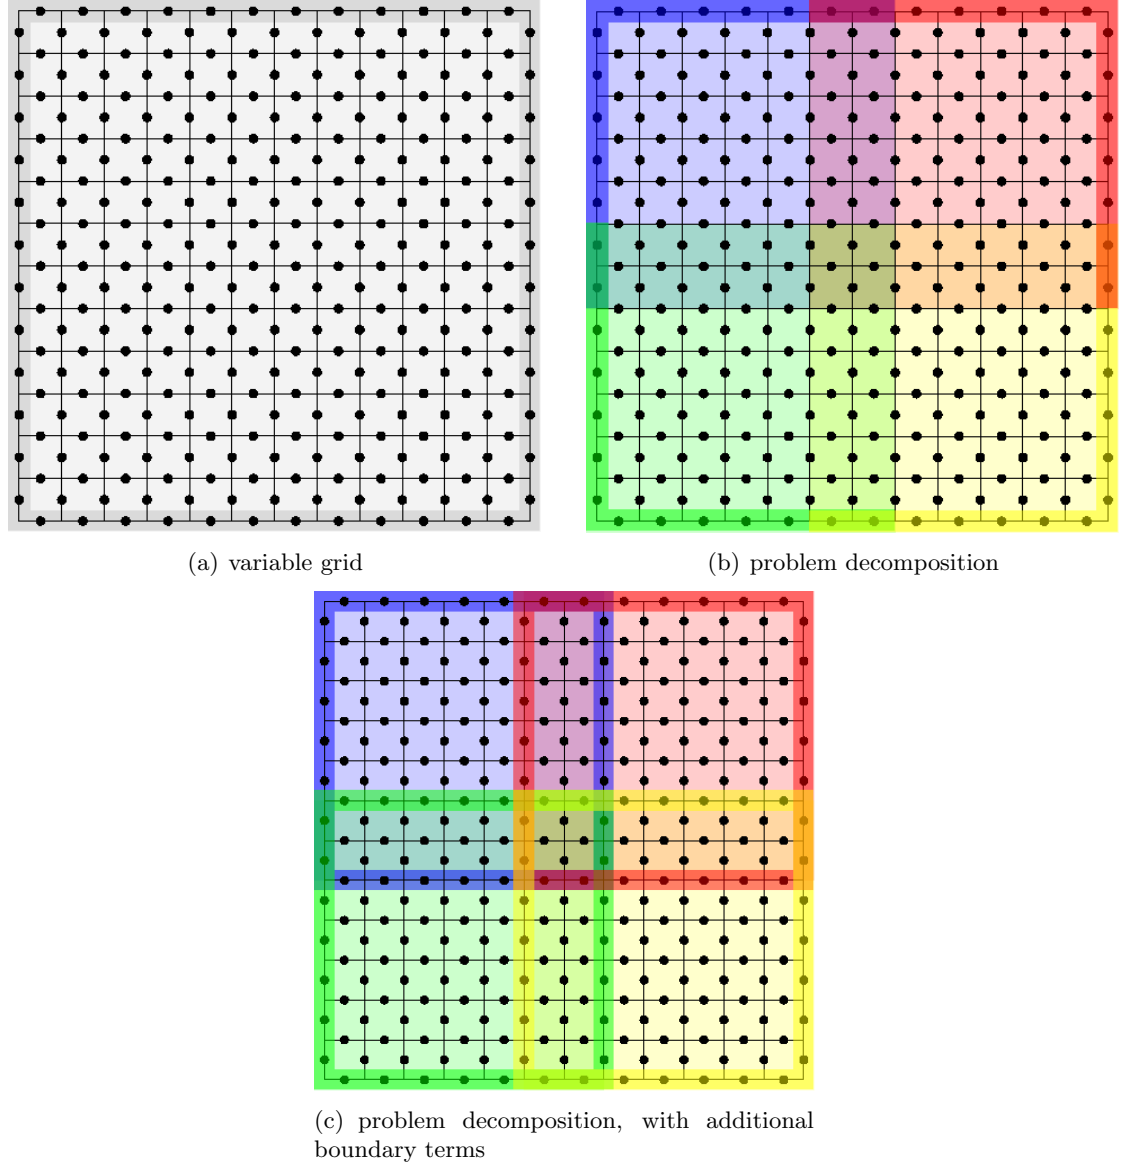 (a) variable grid
(b) problem decomposition
(c) problem decomposition, with additional
boundary terms